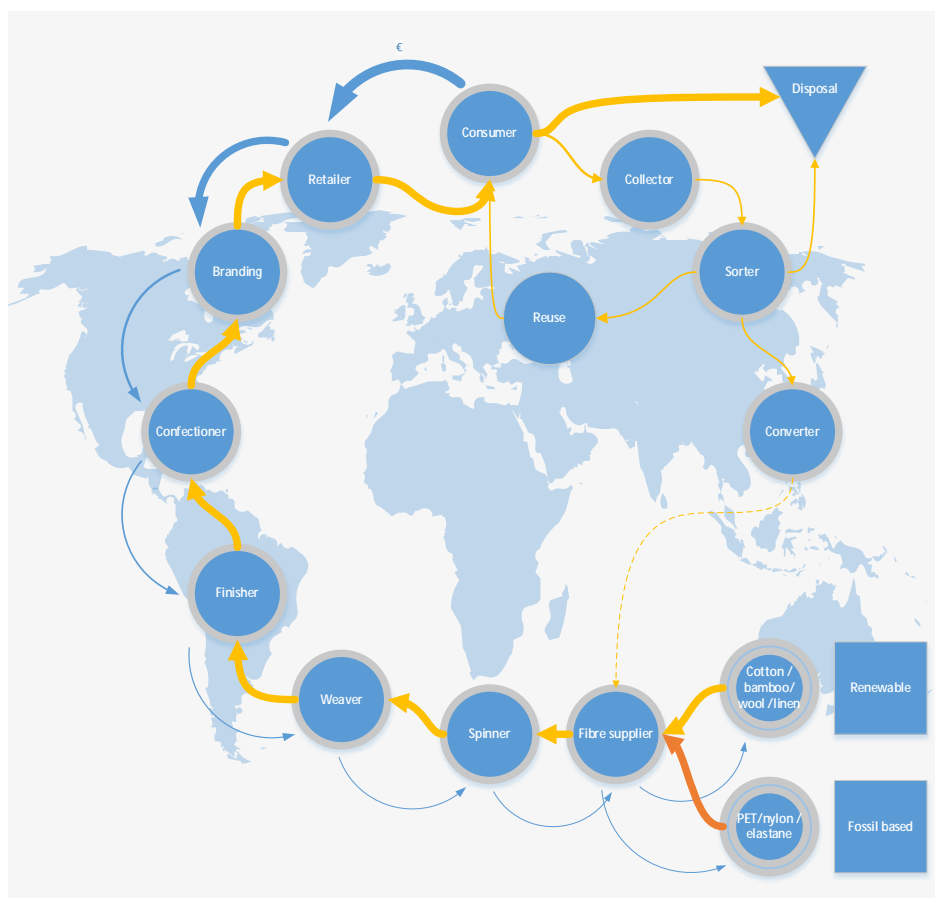 €
Disposal
Consumer
Retailer
Collector
Branding
Sorter
Reuse
Confectioner
Converter
Finisher
Cotton /
bamboo/
wool /linen
Renewable
Weaver
Spinner
Fibre supplier
PET/nylon /
elastane
Fossil based